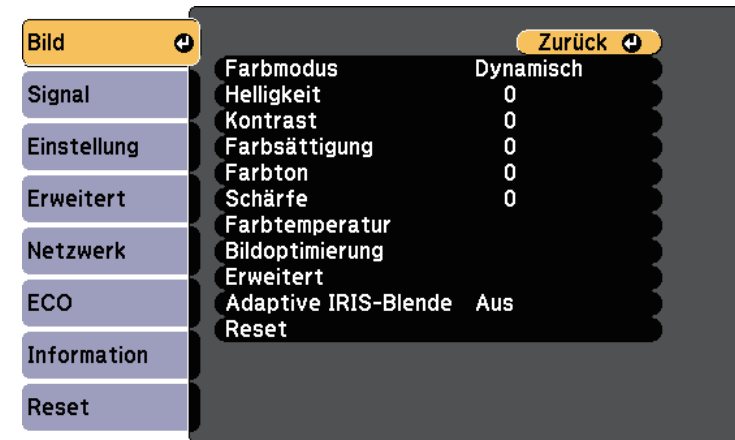 Bild
Signal
Einstellung
Erweitert
Netzwerk
ECO
Information
Reset
Zurück
Farbmodus Dynamisch
Helligkeit 0
Kontrast 0
Farbsättigung 0
Farbton 0
Schärfe 0
Farbtemperatur
Bildoptimierung
Erweitert
Adaptive IRIS-Blende Aus
Reset